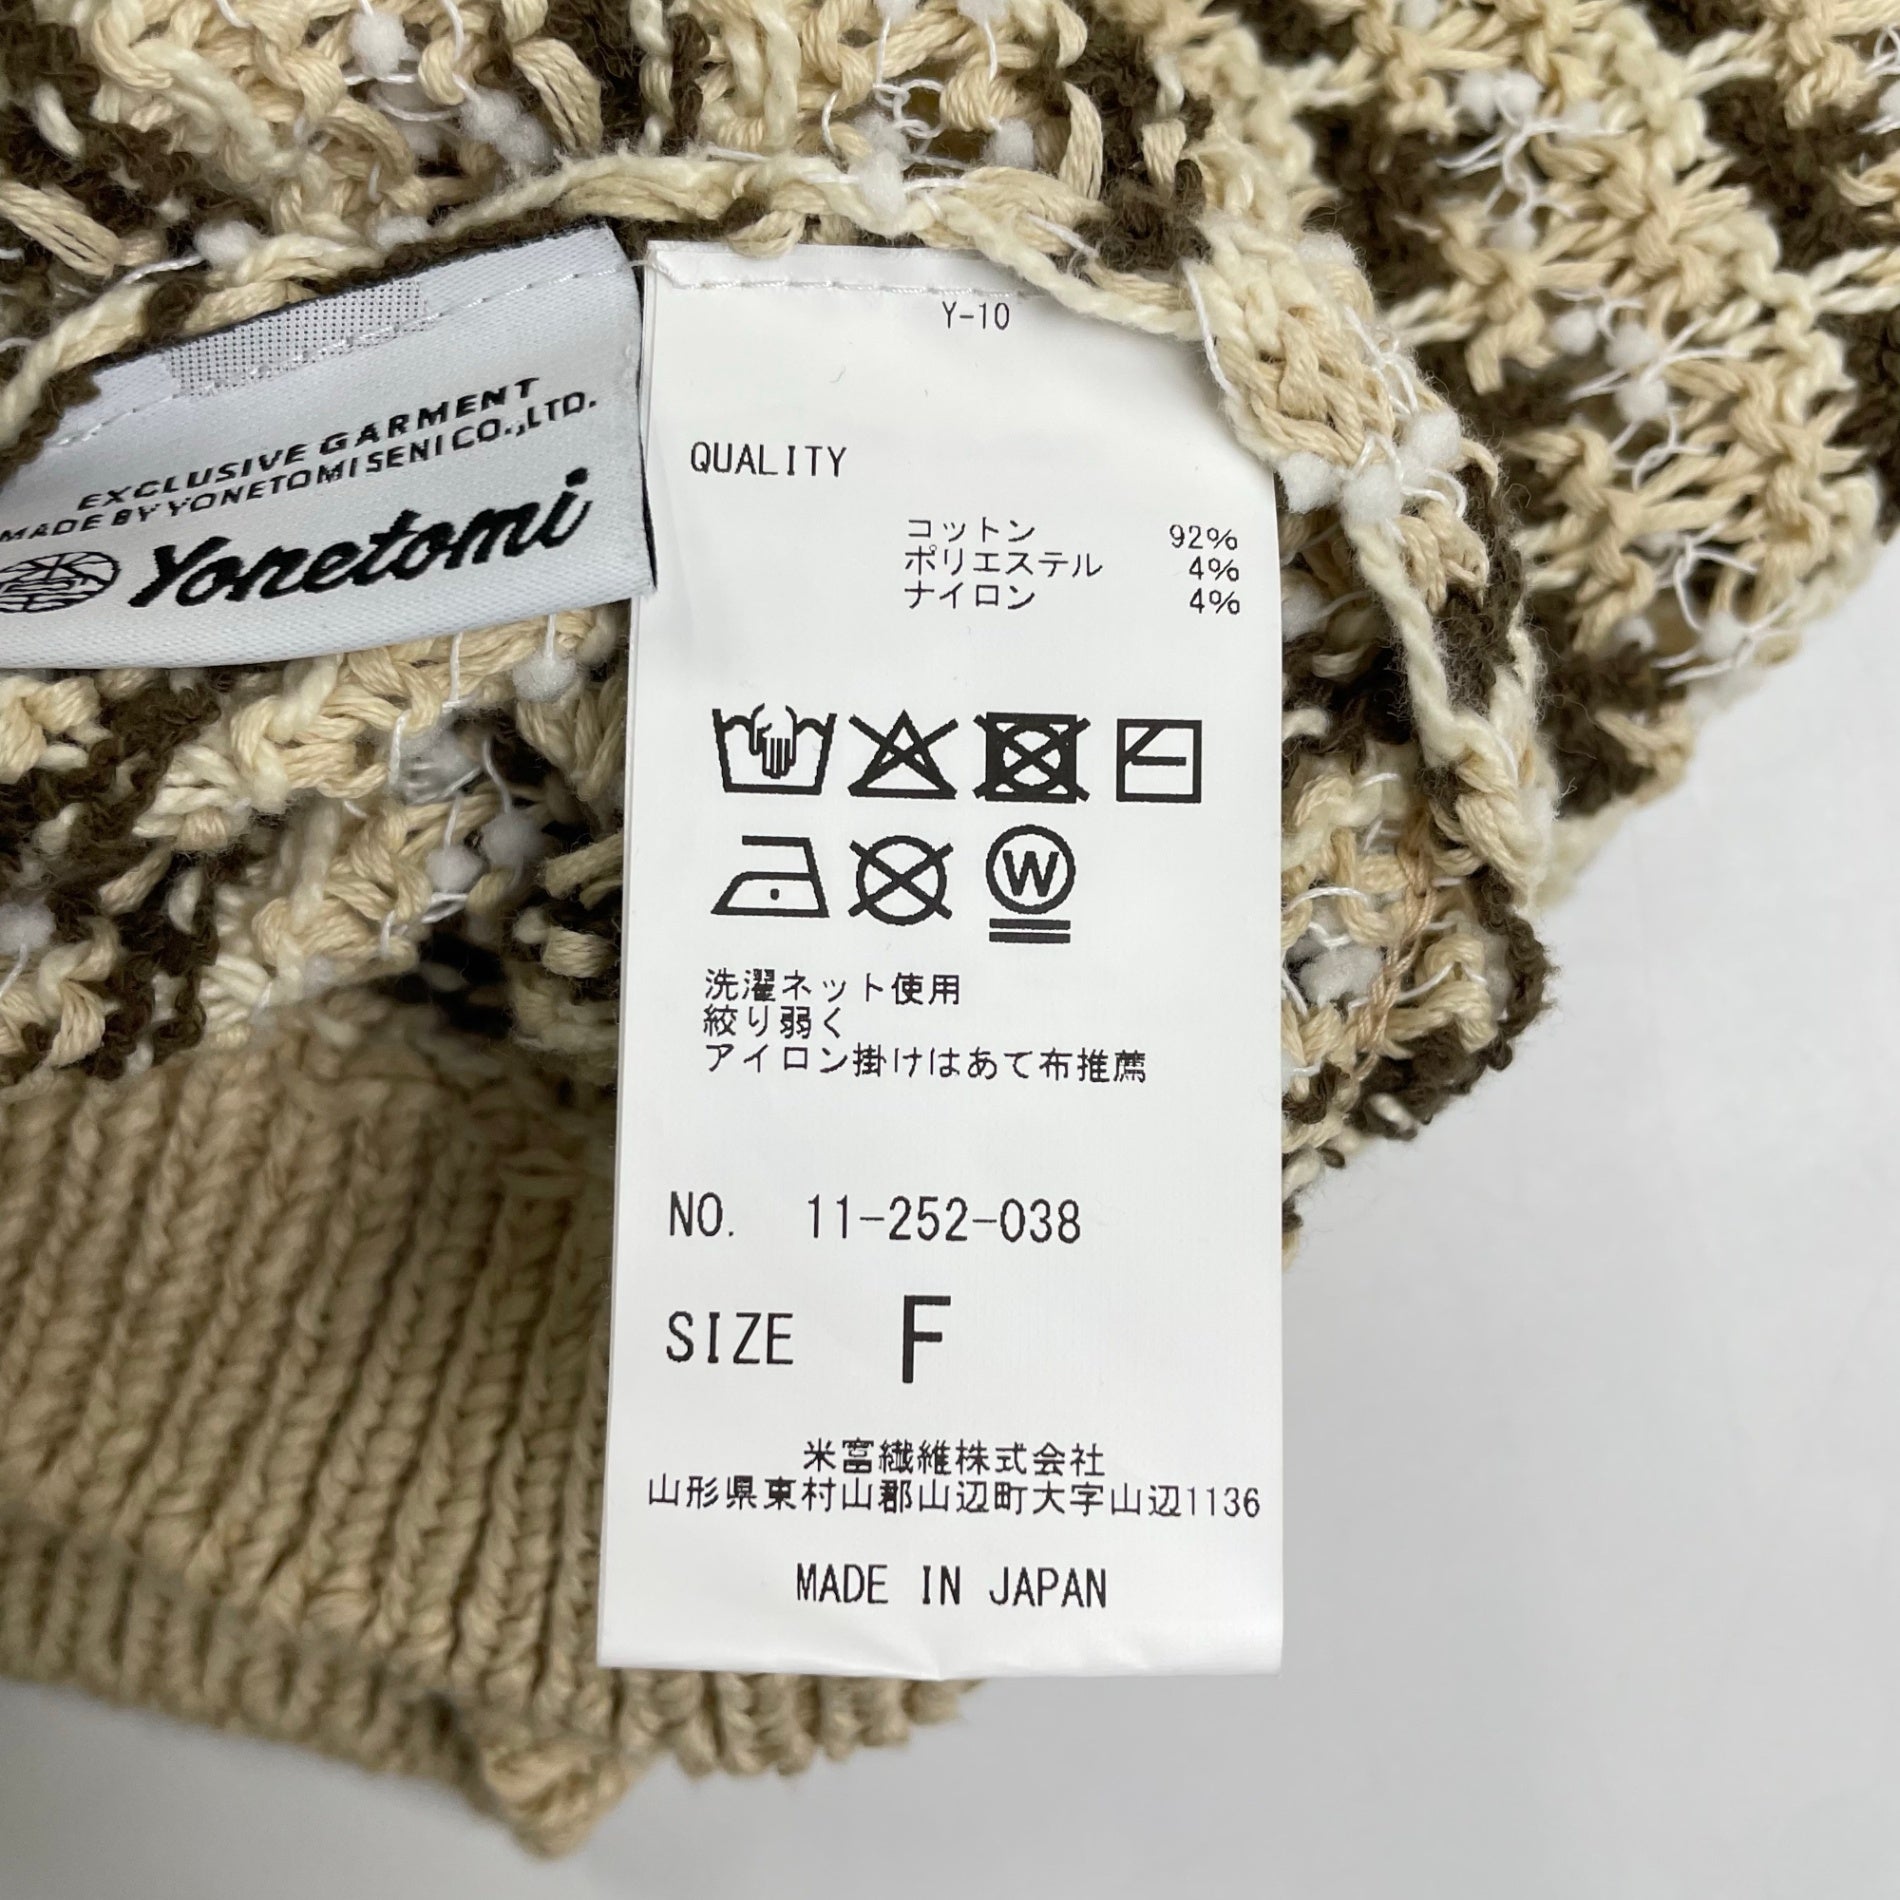 EXCLUSIVE GARMENT
MADE BY YONETOMISENI CO.,LTD.
Yonetomi
Y-10
QUALITY
コットン 92%
ポリエステル 4%
ナイロン 4%
W
洗濯ネット使用
絞り弱く
アイロン掛けはあて布推薦
NO. 11-252-038
SIZE F
米富繊維株式会社
山形県東村山郡山辺町大字山辺1136
MADE IN JAPAN